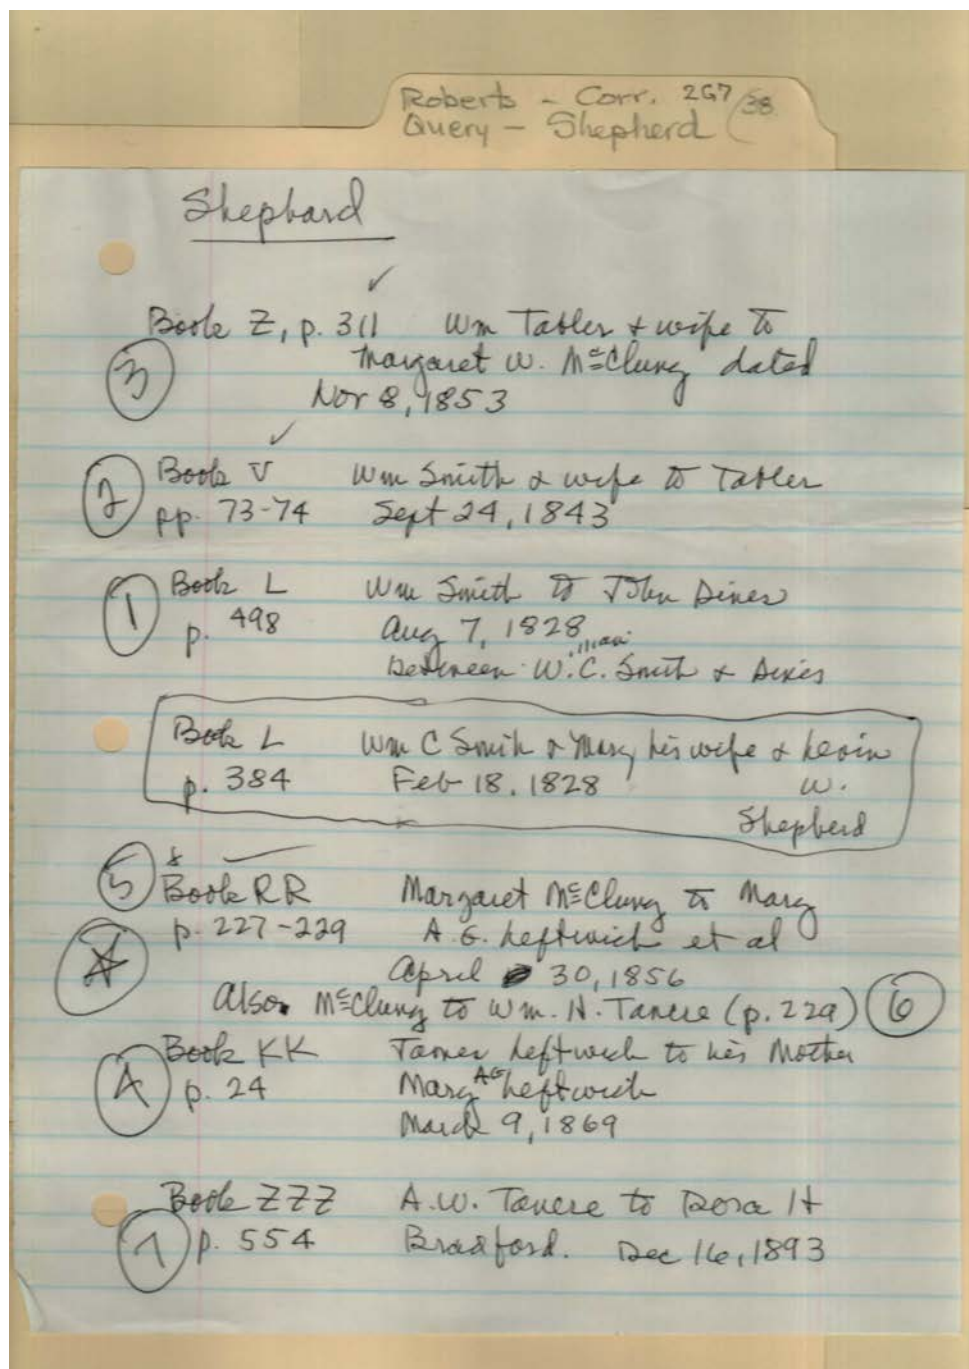 Roberts - Corr. 2G7/38
Query - Shepherd
Shephard
Book Z, p. 311 Wm Tabler + wife to
③ Margaret W. McClung dated
Nov 8, 1853
② Book V Wm Smith & wife to Tabler
pp. 73-74 Sept 24, 1843
① Book L Wm Smith to John
p. 498 Aug 7, 1828
Between W.C. Smith +
Book L Wm C Smith & Mary his wife & Levin
p. 384 Feb 18, 1828 W.
Shepherd
⑤ Book RR Margaret McClung to Mary
p. 227-229 A. G. Leftwich et al
April 30, 1856
Also McClung to Wm. H. Tancre (p. 229) ⑥
Book KK Tancre Leftwich to his Mother
④ p. 24 Mary AG Leftwich
March 9, 1869
Book ZZZ A.W. Tancre to Dora H
⑦ p. 554 Bradford. Dec 16, 1893